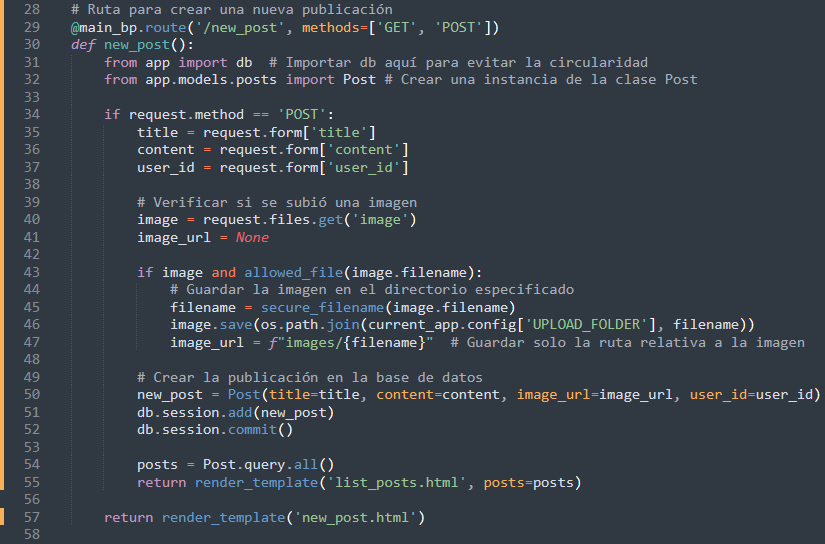 28 # Ruta para crear una nueva publicación
29 @main_bp.route('/new_post', methods=['GET', 'POST'])
30 def new_post():
31     from app import db  # Importar db aquí para evitar la circularidad
32     from app.models.posts import Post # Crear una instancia de la clase Post
33
34     if request.method == 'POST':
35         title = request.form['title']
36         content = request.form['content']
37         user_id = request.form['user_id']
38
39         # Verificar si se subió una imagen
40         image = request.files.get('image')
41         image_url = None
42
43         if image and allowed_file(image.filename):
44             # Guardar la imagen en el directorio especificado
45             filename = secure_filename(image.filename)
46             image.save(os.path.join(current_app.config['UPLOAD_FOLDER'], filename))
47             image_url = f"images/{filename}"  # Guardar solo la ruta relativa a la imagen
48
49         # Crear la publicación en la base de datos
50         new_post = Post(title=title, content=content, image_url=image_url, user_id=user_id)
51         db.session.add(new_post)
52         db.session.commit()
53
54         posts = Post.query.all()
55         return render_template('list_posts.html', posts=posts)
56
57     return render_template('new_post.html')
58